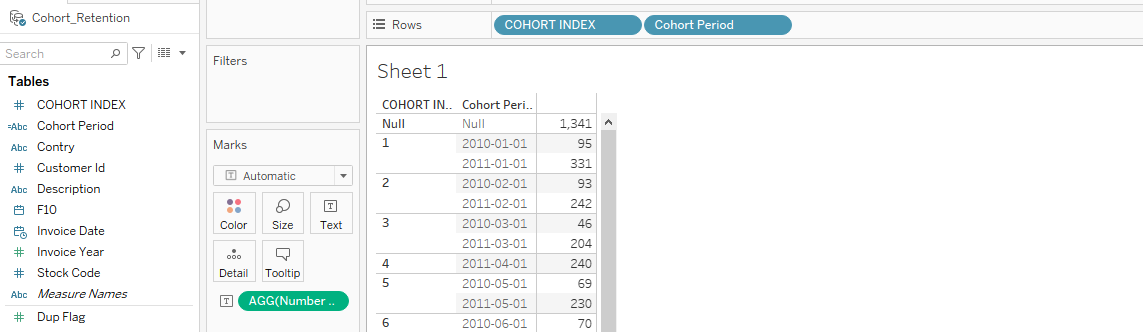 Cohort_Retention
Rows COHORT INDEX Cohort Period
Search
Filters
Tables
Sheet 1
# COHORT INDEX
=Abc Cohort Period
Abc Contry
# Customer Id
Abc Description
F10
Invoice Date
# Invoice Year
# Stock Code
Abc Measure Names
# Dup Flag
Marks
T Automatic
Color Size T Text
Detail Tooltip
T AGG(Number ..
COHORT IN.. Cohort Peri..
Null Null 1,341
1 2010-01-01 95
2011-01-01 331
2 2010-02-01 93
2011-02-01 242
3 2010-03-01 46
2011-03-01 204
4 2011-04-01 240
5 2010-05-01 69
2011-05-01 230
6 2010-06-01 70